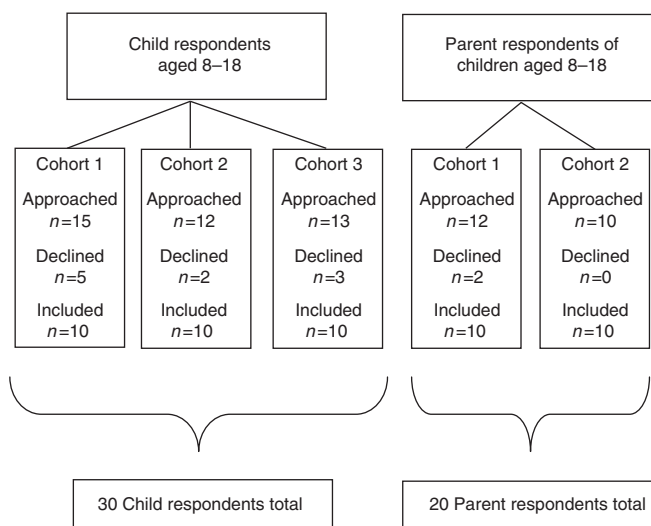 Child respondents
aged 8–18
Parent respondents of
children aged 8–18
Cohort 1
Approached
n=15
Declined
n=5
Included
n=10
Cohort 2
Approached
n=12
Declined
n=2
Included
n=10
Cohort 3
Approached
n=13
Declined
n=3
Included
n=10
Cohort 1
Approached
n=12
Declined
n=2
Included
n=10
Cohort 2
Approached
n=10
Declined
n=0
Included
n=10
30 Child respondents total
20 Parent respondents total